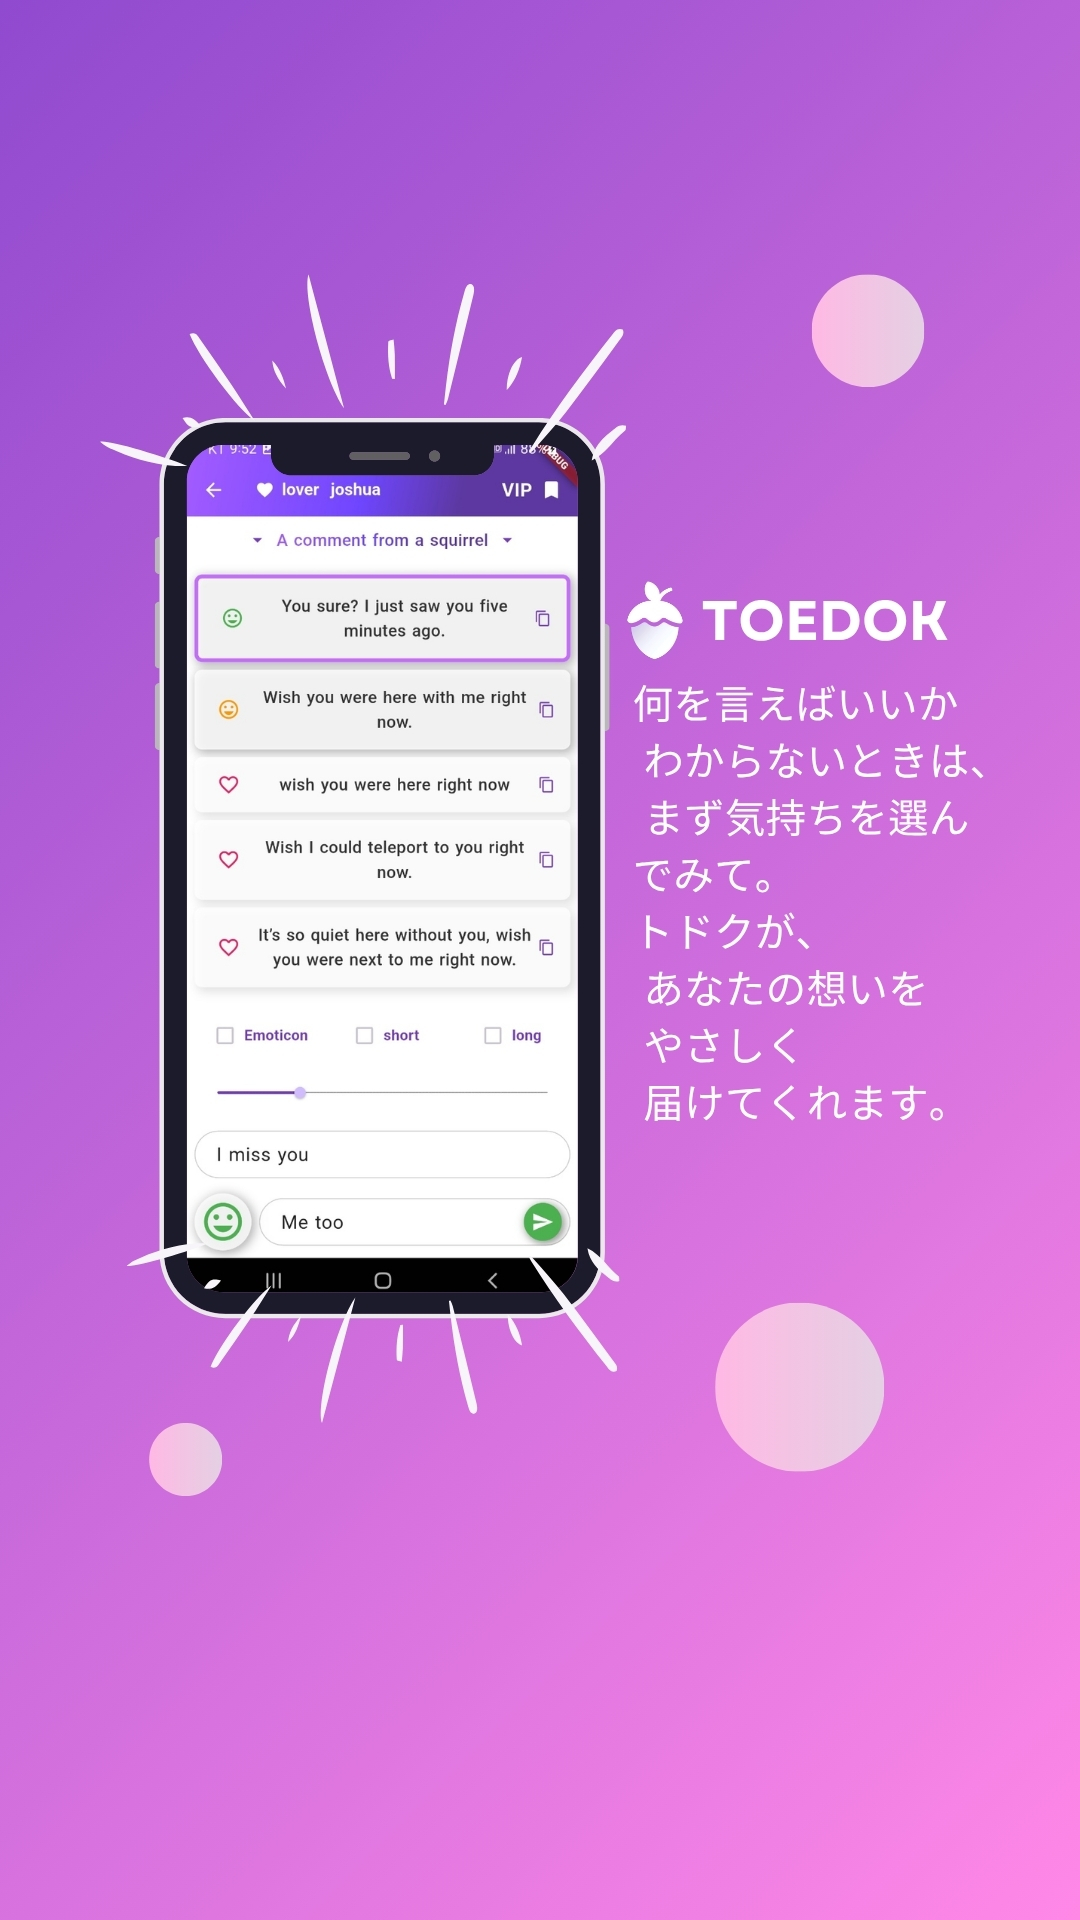 KT 9:52
DEBUG
lover joshua
VIP
A comment from a squirrel
You sure? I just saw you five
minutes ago.
Wish you were here with me right
now.
wish you were here right now
Wish I could teleport to you right
now.
It's so quiet here without you, wish
you were next to me right now.
Emoticon short long
I miss you
Me too
TOEDOK
何を言えばいいか
わからないときは、
まず気持ちを選ん
でみて。
トドクが、
あなたの想いを
やさしく
届けてくれます。